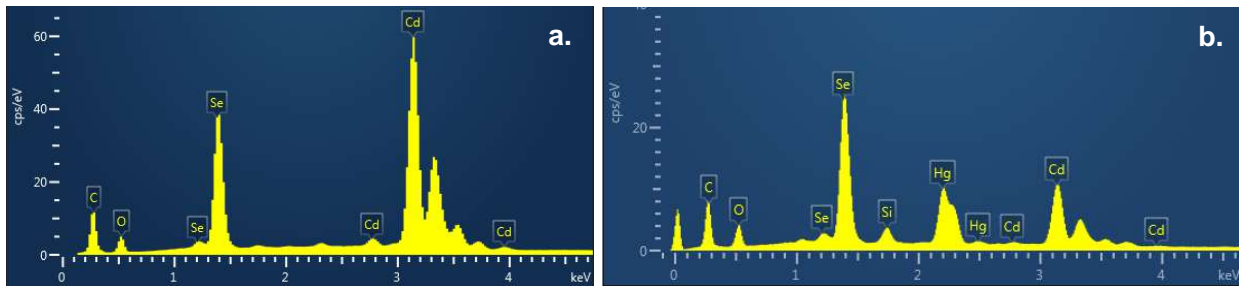 a.
Cd
60
cps/eV
Se
40
20
C
O
Se
Cd
Cd
0
0 1 2 3 4 keV
b.
Se
cps/eV
20
Hg
Cd
C
O
Se
Si
Hg
Cd
Cd
0
0 1 2 3 4 keV